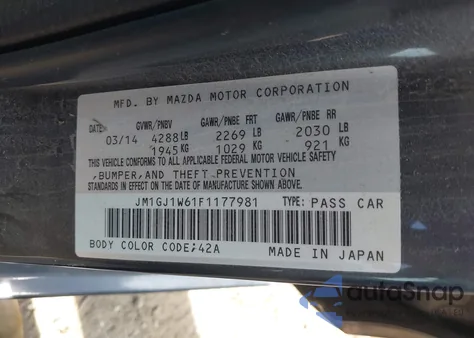 MFD. BY MAZDA MOTOR CORPORATION
DATE GVWR/PNBV GAWR/PNBE FRT GAWR/PNBE RR
03/14 4288 LB 2269 LB 2030 LB
1945 KG 1029 KG 921 KG
THIS VEHICLE CONFORMS TO ALL APPLICABLE FEDERAL MOTOR VEHICLE SAFETY,
,BUMPER,AND THEFT PREVENTION
STANDARDS IN EFFECT ON THE DATE OF MANUFACTURE SHOWN ABOVE.
JM1GJ1W61F1177981 TYPE: PASS CAR
BODY COLOR CODE;42A MADE IN JAPAN
autoSnap